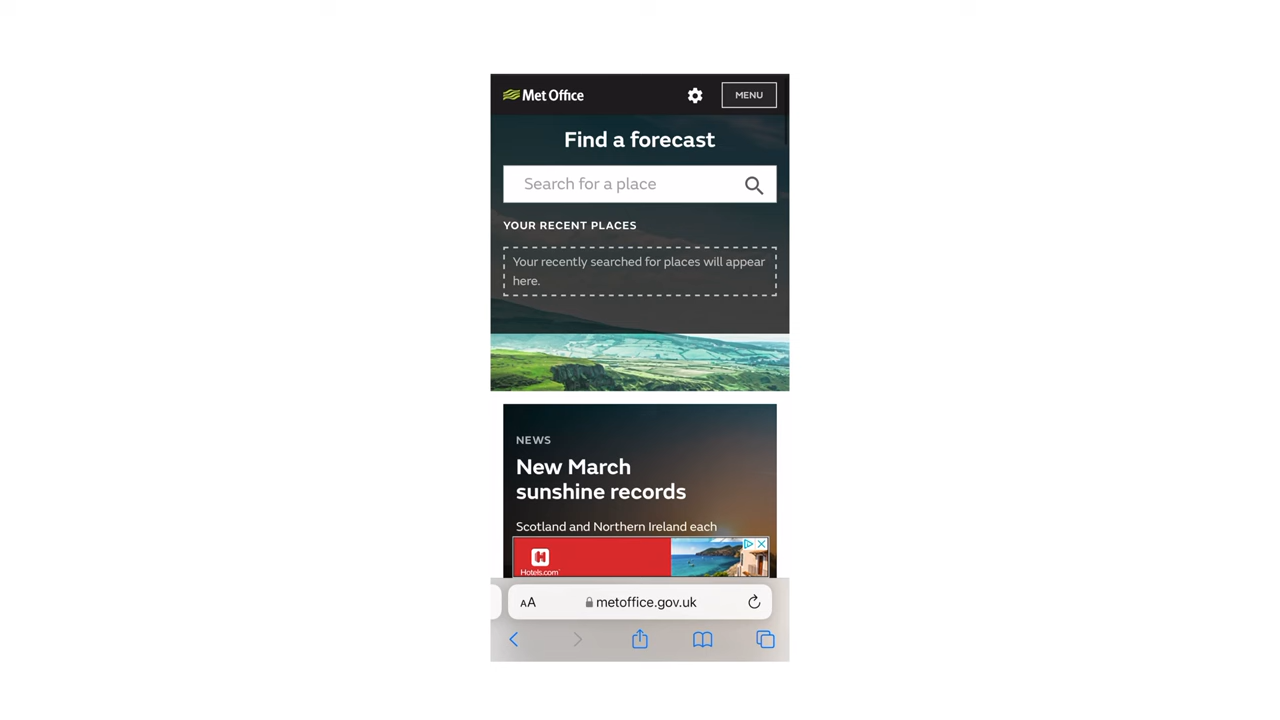 Met Office
MENU
Find a forecast
Search for a place
YOUR RECENT PLACES
Your recently searched for places will appear
here.
NEWS
New March
sunshine records
Scotland and Northern Ireland each
Hotels.com
AA
metoffice.gov.uk